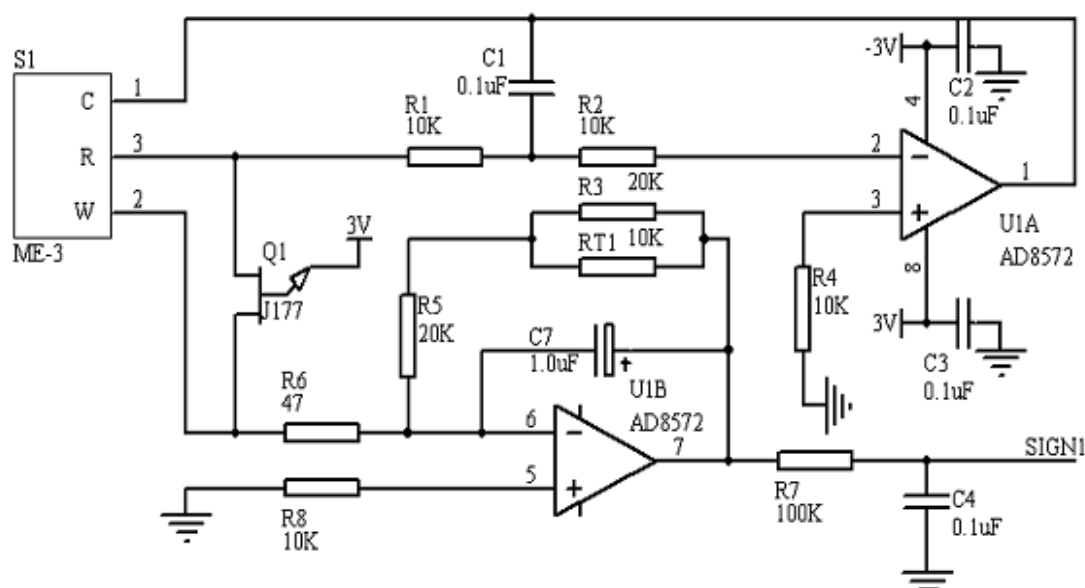 S1
C
R
W
ME-3
1
3
2
C1
0.1uF
R1
10K
R2
10K
-3V
4
C2
0.1uF
2
3
1
U1A
AD8572
8
3V
C3
0.1uF
R4
10K
R3
20K
RT1
10K
Q1
J177
3V
R5
20K
C7
1.0uF
+
U1B
AD8572
R6
47
6
5
7
R8
10K
R7
100K
SIGN1
C4
0.1uF